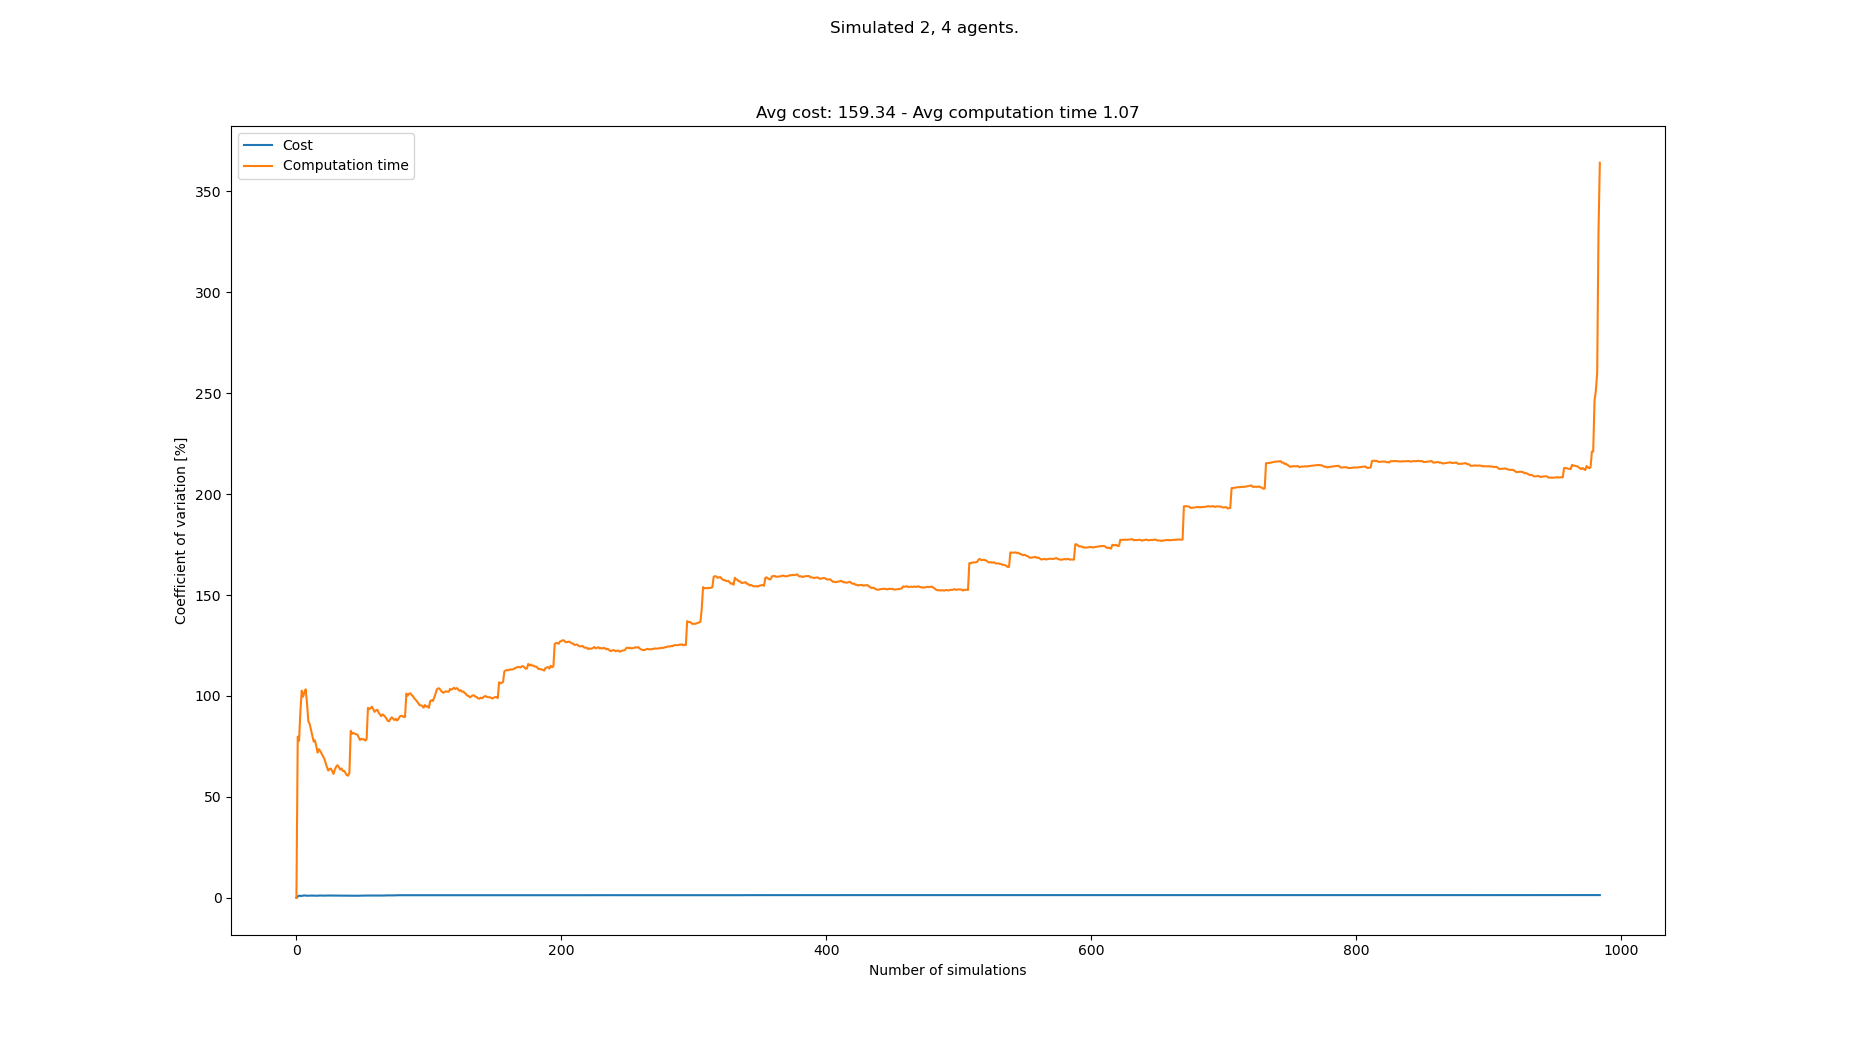 Simulated 2, 4 agents.
Avg cost: 159.34 - Avg computation time 1.07
Cost
Computation time
350
300
250
200
150
100
50
0
Coefficient of variation [%]
0 200 400 600 800 1000
Number of simulations